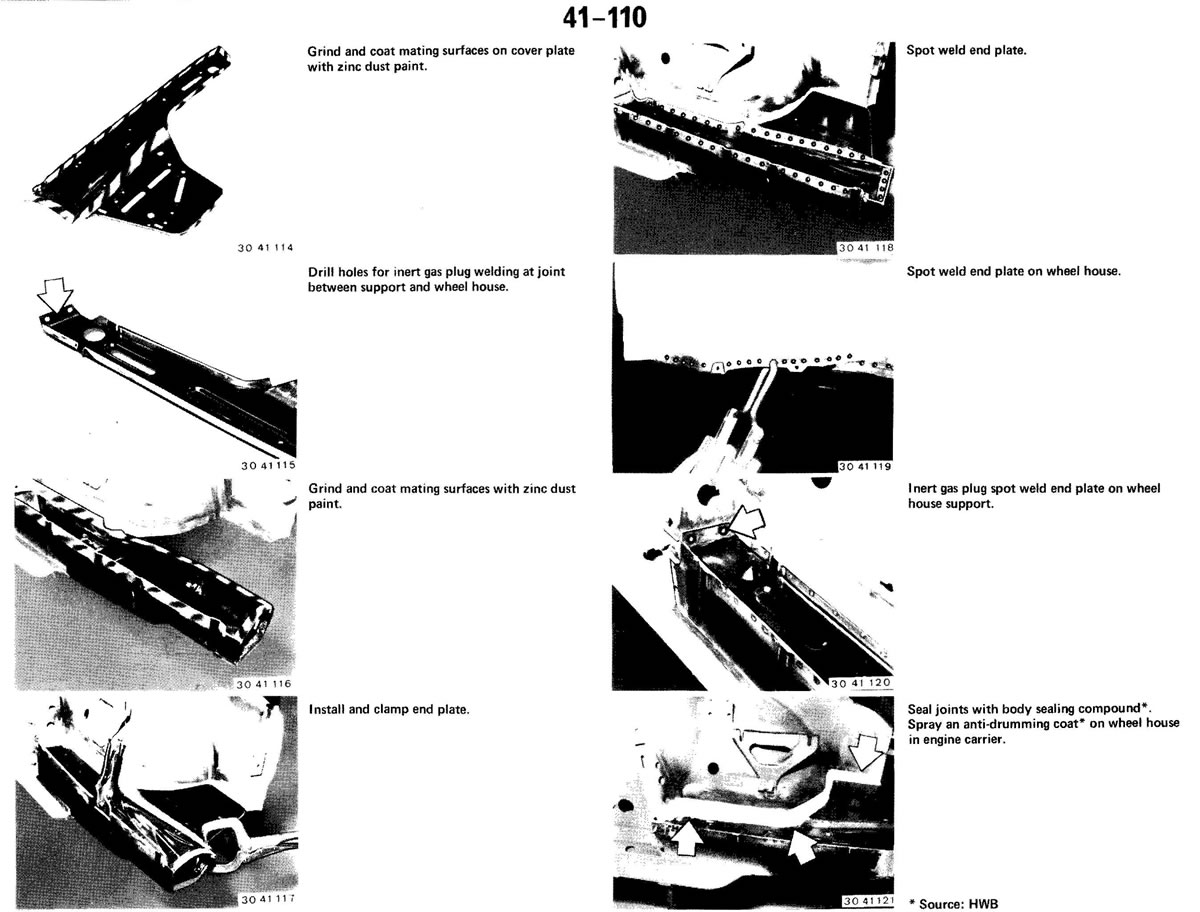 41–110
Grind and coat mating surfaces on cover plate
with zinc dust paint.
30 41 114
Drill holes for inert gas plug welding at joint
between support and wheel house.
30 41 115
Grind and coat mating surfaces with zinc dust
paint.
30 41 116
Install and clamp end plate.
30 41 117
Spot weld end plate.
30 41 118
Spot weld end plate on wheel house.
30 41 119
Inert gas plug spot weld end plate on wheel
house support.
30 41 120
Seal joints with body sealing compound*.
Spray an anti-drumming coat* on wheel house
in engine carrier.
30 41 121
* Source: HWB